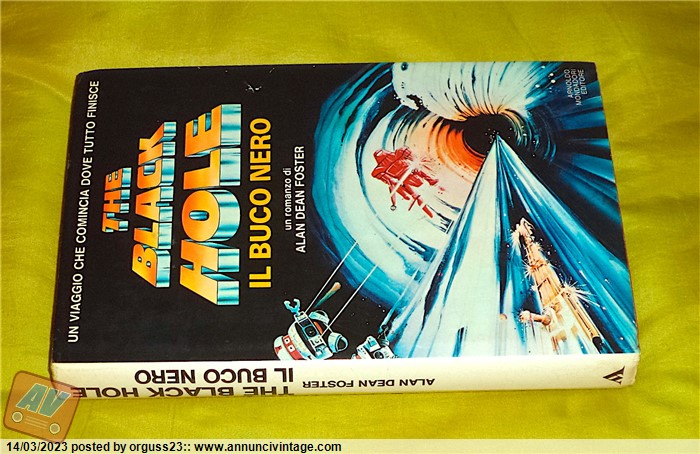 UN VIAGGIO CHE COMINCIA DOVE TUTTO FINISCE
THE
BLACK
HOLE
IL BUCO NERO
un romanzo di
ALAN DEAN FOSTER
ARNOLDO
MONDADORI
EDITORE
THE BLACK HOLE
IL BUCO NERO
ALAN DEAN FOSTER
AV
14/03/2023 posted by orguss23:: www.annuncivintage.com